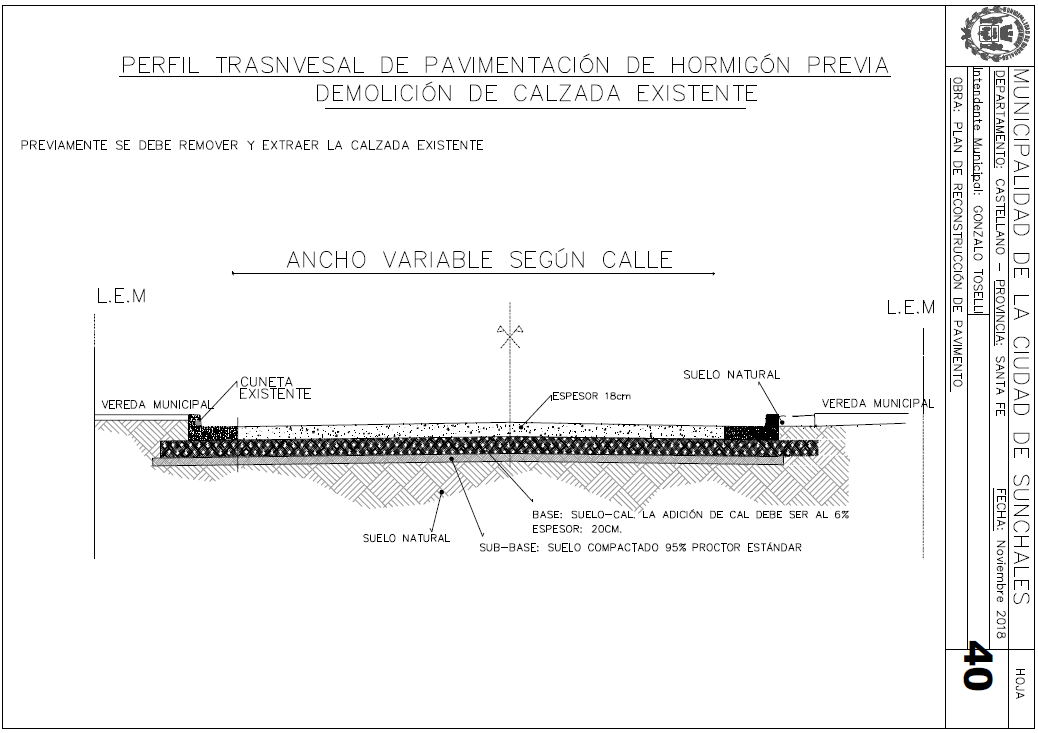 PERFIL TRASNVESAL DE PAVIMENTACIÓN DE HORMIGÓN PREVIA
DEMOLICIÓN DE CALZADA EXISTENTE
PREVIAMENTE SE DEBE REMOVER Y EXTRAER LA CALZADA EXISTENTE
ANCHO VARIABLE SEGÚN CALLE
L.E.M
L.E.M
CUNETA
EXISTENTE
VEREDA MUNICIPAL
ESPESOR 18cm
SUELO NATURAL
VEREDA MUNICIPAL
BASE: SUELO-CAL. LA ADICIÓN DE CAL DEBE SER AL 6%
ESPESOR: 20CM.
SUELO NATURAL
SUB-BASE: SUELO COMPACTADO 95% PROCTOR ESTÁNDAR
MUNICIPALIDAD DE LA CIUDAD DE SUNCHALES
DEPARTAMENTO: CASTELLANO - PROVINCIA: SANTA FE
FECHA: Noviembre 2018
Intendente Municipal: GONZALO TOSELLI
OBRA: PLAN DE RECONSTRUCCIÓN DE PAVIMENTO
HOJA
40